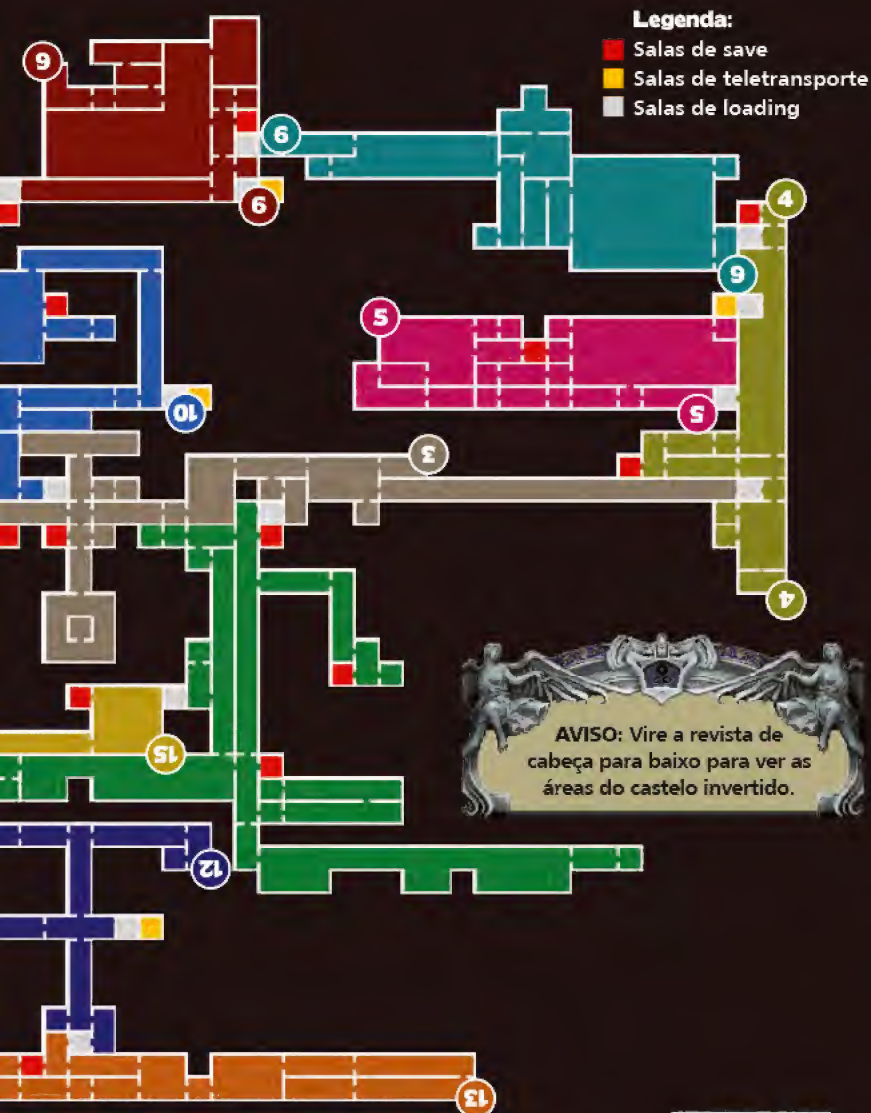 Legenda:
Salas de save
Salas de teletransporte
Salas de loading
9
6
4
6
9
5
5
10
3
4
AVISO: Vire a revista de
cabeça para baixo para ver as
áreas do castelo invertido.
15
12
13